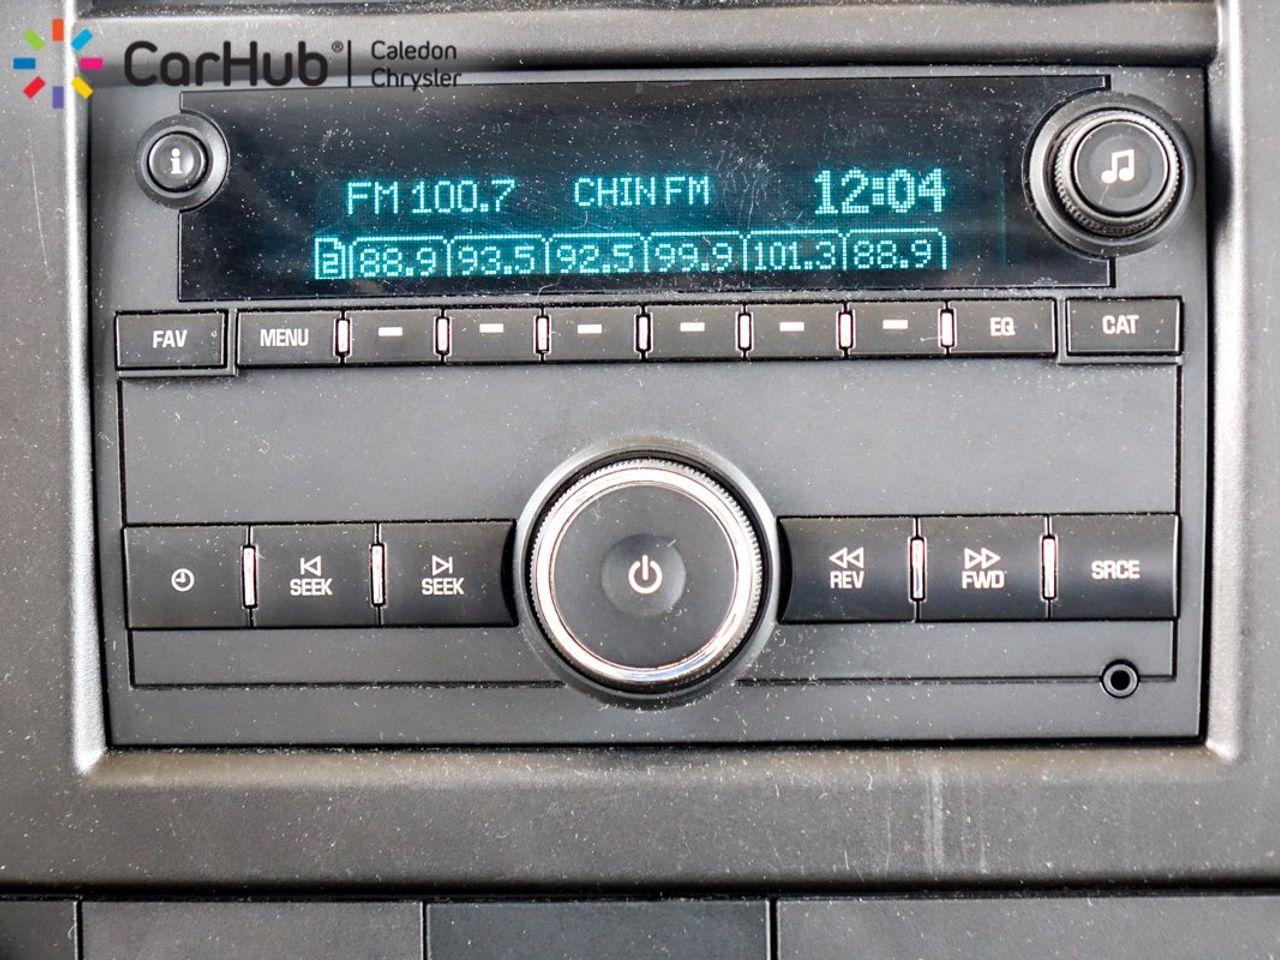 CarHub® | Caledon
Chrysler
i
FM 100.7 CHIN FM 12:04
2 88.9 93.5 92.5 99.9 101.3 88.9
FAV MENU EQ CAT
SEEK SEEK REV FWD SRCE